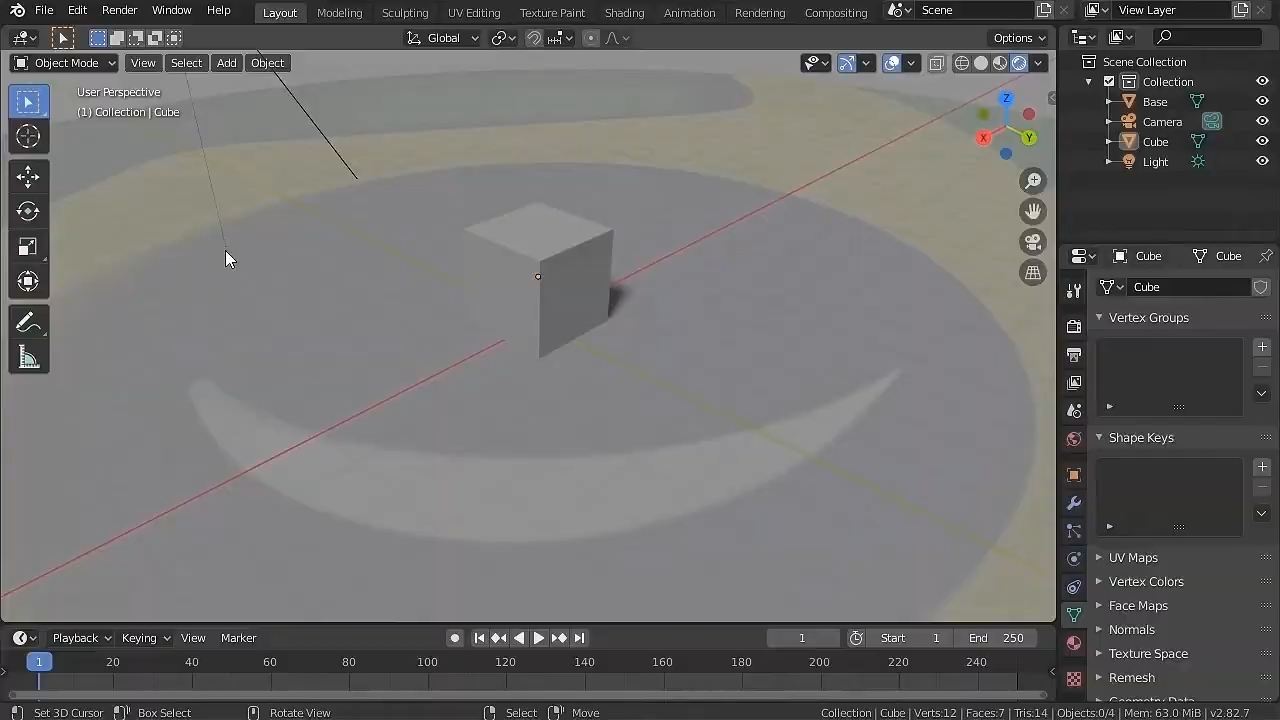 File Edit Render Window Help Layout Modeling Sculpting UV Editing Texture Paint Shading Animation Rendering Compositing Scene View Layer
Global Options
Object Mode View Select Add Object
User Perspective
(1) Collection | Cube
Z
X Y
Scene Collection
Collection
Base
Camera
Cube
Light
Cube Cube
Cube
Vertex Groups
Shape Keys
UV Maps
Vertex Colors
Face Maps
Normals
Texture Space
Remesh
Geometry Data
Playback Keying View Marker 1 Start 1 End 250
1 20 40 60 80 100 120 140 160 180 200 220 240
Set 3D Cursor Box Select Rotate View Select Move Collection | Cube | Verts:12 | Faces:7 | Tris:14 | Objects:0/4 | Mem: 63.0 MiB | v2.82.7